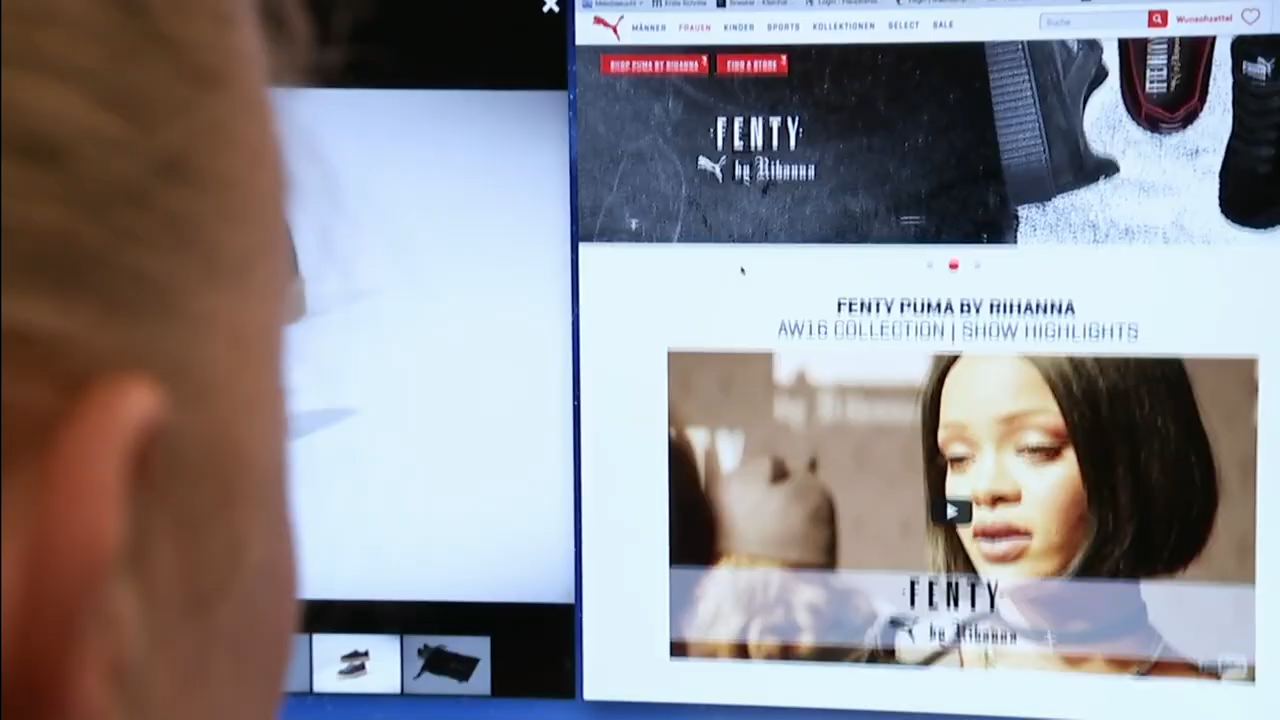 MÄNNER FRAUEN KINDER SPORTS KOLLEKTIONEN SELECT SALE
Suche
Wunschzettel
SHOP PUMA BY RIHANNA
FIND A STORE
FENTY
by Rihanna
FENTY PUMA BY RIHANNA
AW16 COLLECTION | SHOW HIGHLIGHTS
FENTY
by Rihanna